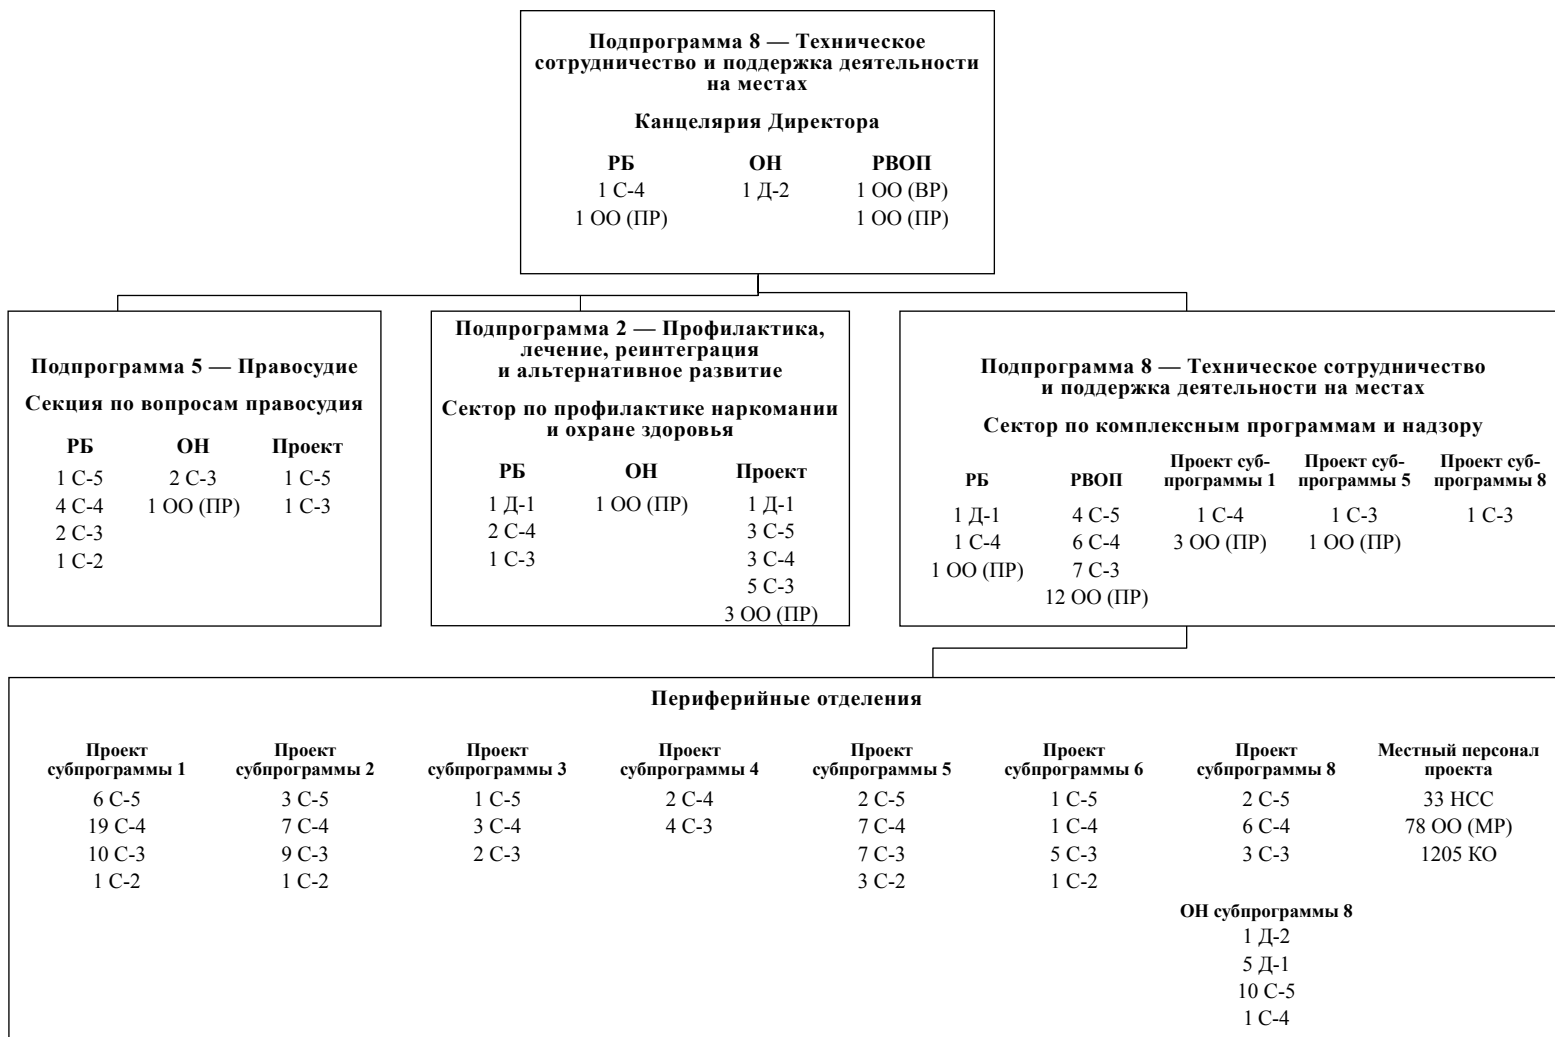 Подпрограмма 8 — Техническое
сотрудничество и поддержка деятельности
на местах
Канцелярия Директора
РБ ОН РВОП
1 С-4 1 Д-2 1 ОО (ВР)
1 ОО (ПР) 1 ОО (ПР)
Подпрограмма 5 — Правосудие
Секция по вопросам правосудия
РБ ОН Проект
1 С-5 2 С-3 1 С-5
4 С-4 1 ОО (ПР) 1 С-3
2 С-3
1 С-2
Подпрограмма 2 — Профилактика,
лечение, реинтеграция
и альтернативное развитие
Сектор по профилактике наркомании
и охране здоровья
РБ ОН Проект
1 Д-1 1 ОО (ПР) 1 Д-1
2 С-4 3 С-5
1 С-3 3 С-4
5 С-3
3 ОО (ПР)
Подпрограмма 8 — Техническое сотрудничество
и поддержка деятельности на местах
Сектор по комплексным программам и надзору
Проект суб- Проект суб- Проект суб-
РБ РВОП программы 1 программы 5 программы 8
1 Д-1 4 С-5 1 С-4 1 С-3 1 С-3
1 С-4 6 С-4 3 ОО (ПР) 1 ОО (ПР)
1 ОО (ПР) 7 С-3
12 ОО (ПР)
Периферийные отделения
Проект Проект Проект Проект Проект Проект Проект Местный персонал
субпрограммы 1 субпрограммы 2 субпрограммы 3 субпрограммы 4 субпрограммы 5 субпрограммы 6 субпрограммы 8 проекта
6 С-5 3 С-5 1 С-5 2 С-4 2 С-5 1 С-5 2 С-5 33 НСС
19 С-4 7 С-4 3 С-4 4 С-3 7 С-4 1 С-4 6 С-4 78 ОО (МР)
10 С-3 9 С-3 2 С-3 7 С-3 5 С-3 3 С-3 1205 КО
1 С-2 1 С-2 3 С-2 1 С-2
ОН субпрограммы 8
1 Д-2
5 Д-1
10 С-5
1 С-4